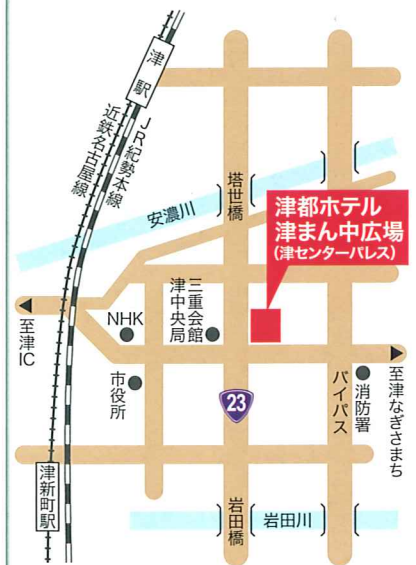 津駅
JR紀勢本線
近鉄名古屋線
安濃川
塔世橋
津都ホテル
津まん中広場
(津センターパレス)
三重会館
津中央局
NHK
至津IC
市役所
23
消防署
バイパス
至津なぎさまち
津新町駅
岩田橋
岩田川